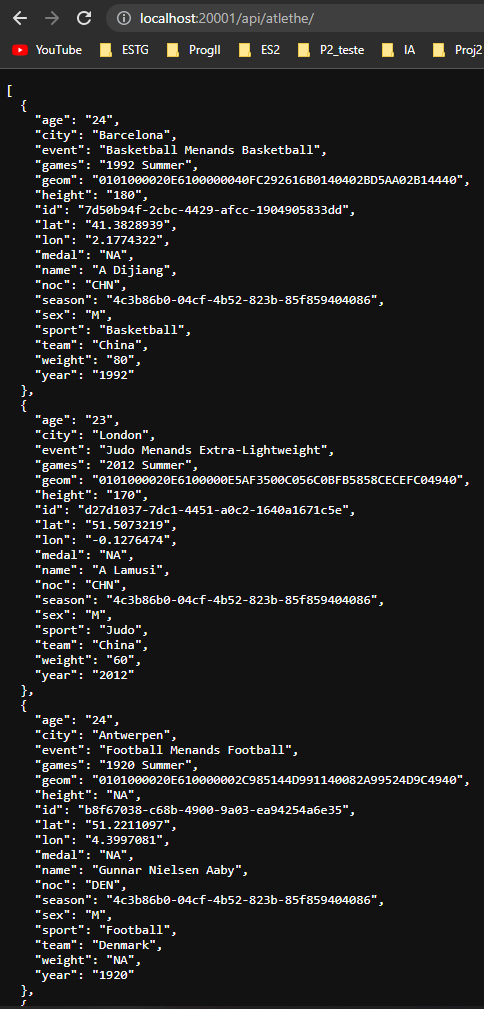 localhost:20001/api/atlethe/
YouTube ESTG ProgII ES2 P2_teste IA Proj2
[
{
"age": "24",
"city": "Barcelona",
"event": "Basketball Menands Basketball",
"games": "1992 Summer",
"geom": "0101000020E6100000040FC292616B0140402BD5AA02B14440",
"height": "180",
"id": "7d50b94f-2cbc-4429-afcc-1904905833dd",
"lat": "41.3828939",
"lon": "2.1774322",
"medal": "NA",
"name": "A Dijiang",
"noc": "CHN",
"season": "4c3b86b0-04cf-4b52-823b-85f859404086",
"sex": "M",
"sport": "Basketball",
"team": "China",
"weight": "80",
"year": "1992"
},
{
"age": "23",
"city": "London",
"event": "Judo Menands Extra-Lightweight",
"games": "2012 Summer",
"geom": "0101000020E6100000E5AF3500C056C0BFB5858CECEFC04940",
"height": "170",
"id": "d27d1037-7dc1-4451-a0c2-1640a1671c5e",
"lat": "51.5073219",
"lon": "-0.1276474",
"medal": "NA",
"name": "A Lamusi",
"noc": "CHN",
"season": "4c3b86b0-04cf-4b52-823b-85f859404086",
"sex": "M",
"sport": "Judo",
"team": "China",
"weight": "60",
"year": "2012"
},
{
"age": "24",
"city": "Antwerpen",
"event": "Football Menands Football",
"games": "1920 Summer",
"geom": "0101000020E610000002C985144D991140082A99524D9C4940",
"height": "NA",
"id": "b8f67038-c68b-4900-9a03-ea94254a6e35",
"lat": "51.2211097",
"lon": "4.3997081",
"medal": "NA",
"name": "Gunnar Nielsen Aaby",
"noc": "DEN",
"season": "4c3b86b0-04cf-4b52-823b-85f859404086",
"sex": "M",
"sport": "Football",
"team": "Denmark",
"weight": "NA",
"year": "1920"
},
{